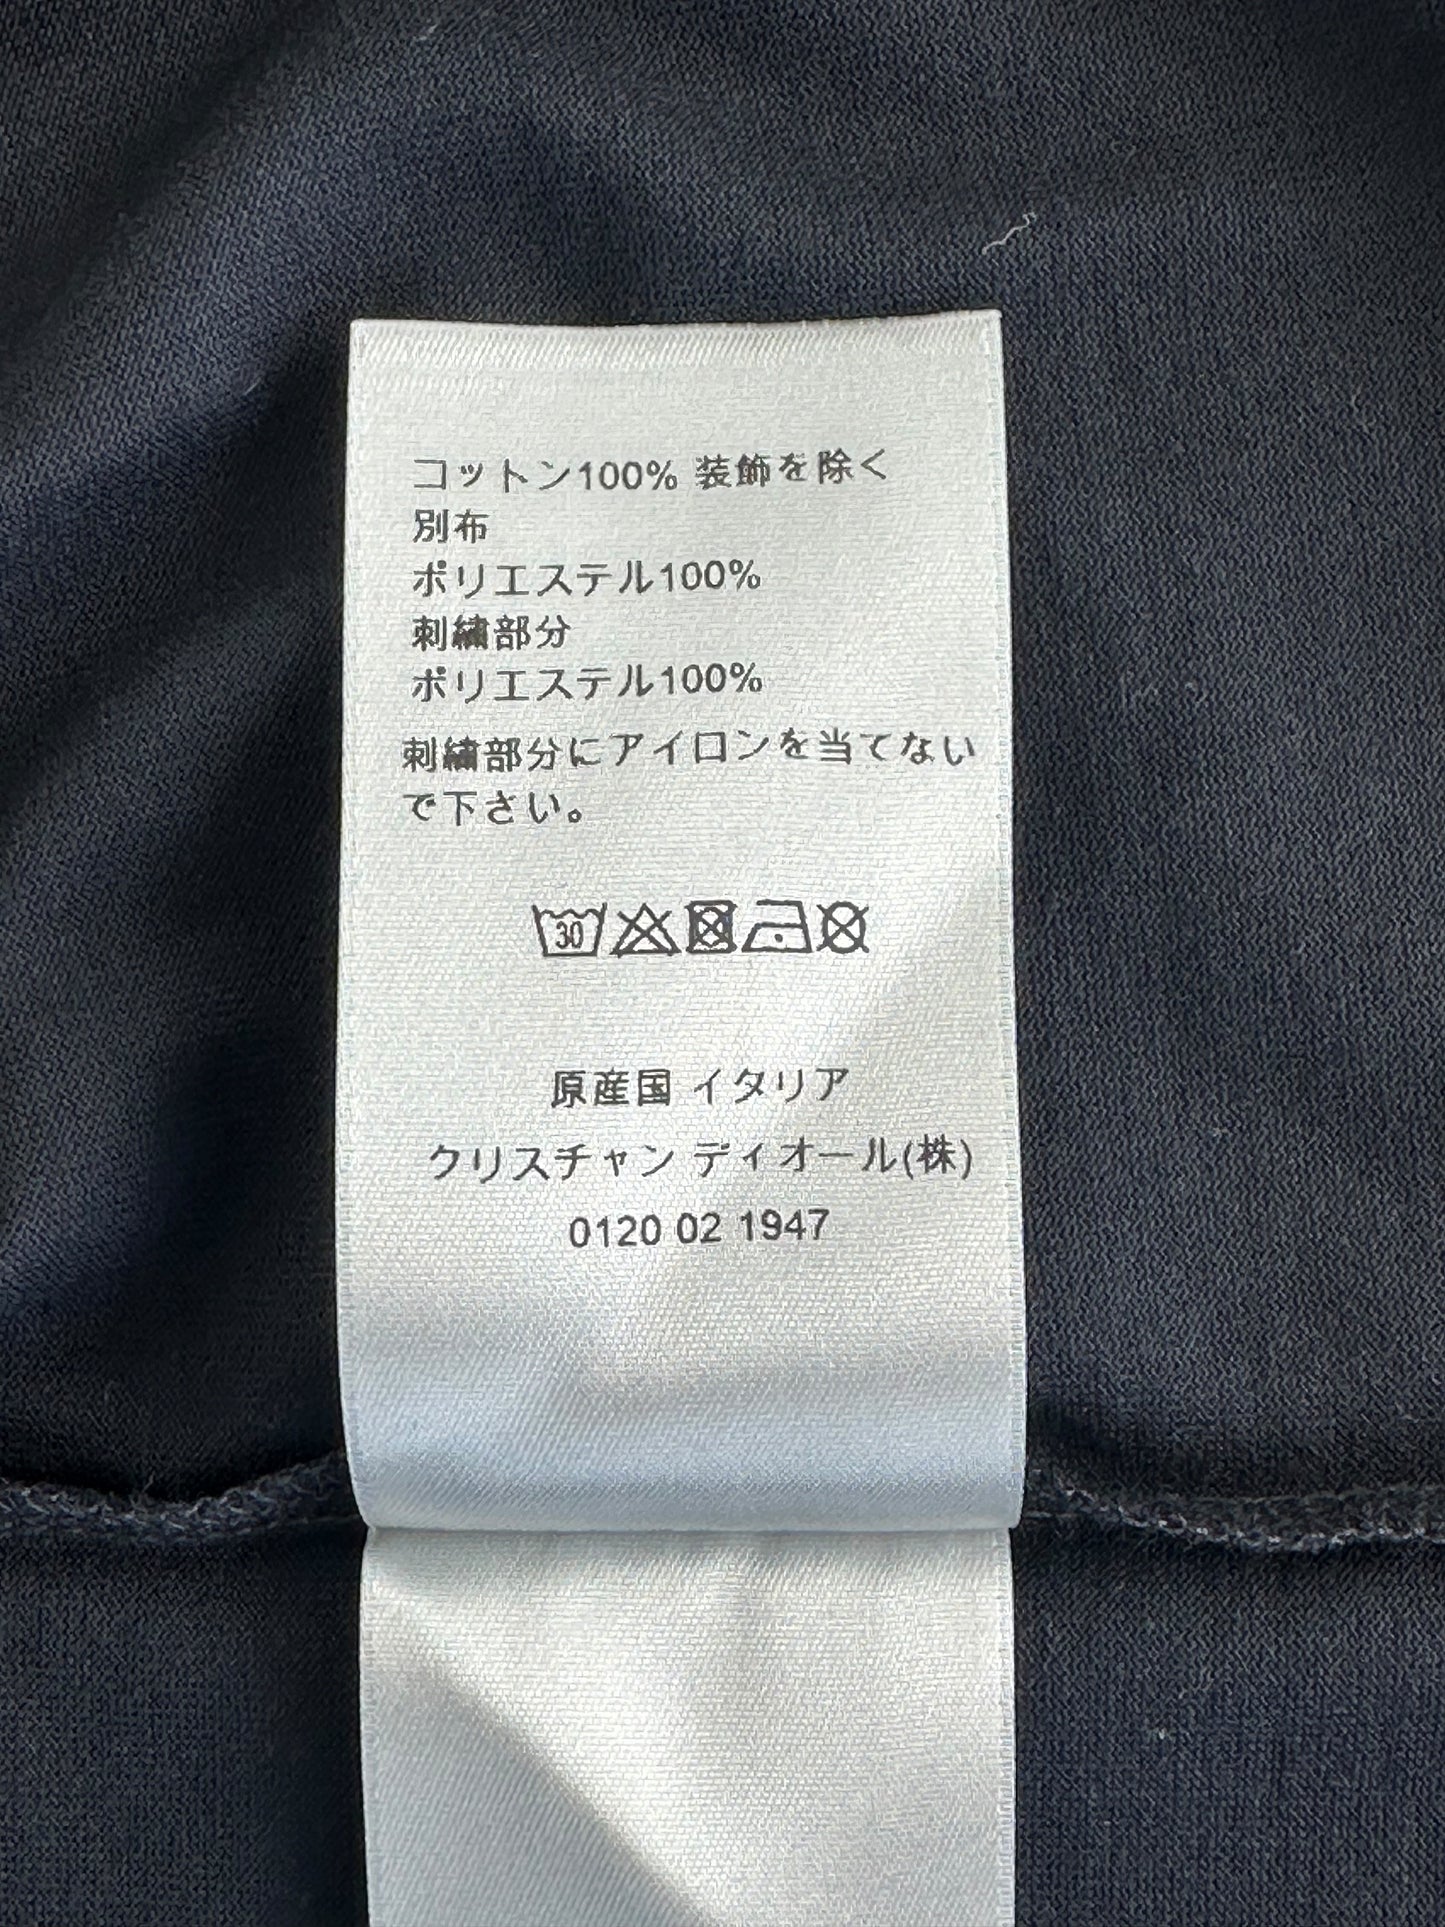 コットン100% 装飾を除く
別布
ポリエステル100%
刺繍部分
ポリエステル100%
刺繍部分にアイロンを当てない
で下さい。
30
原産国 イタリア
クリスチャン ディオール(株)
0120 02 1947